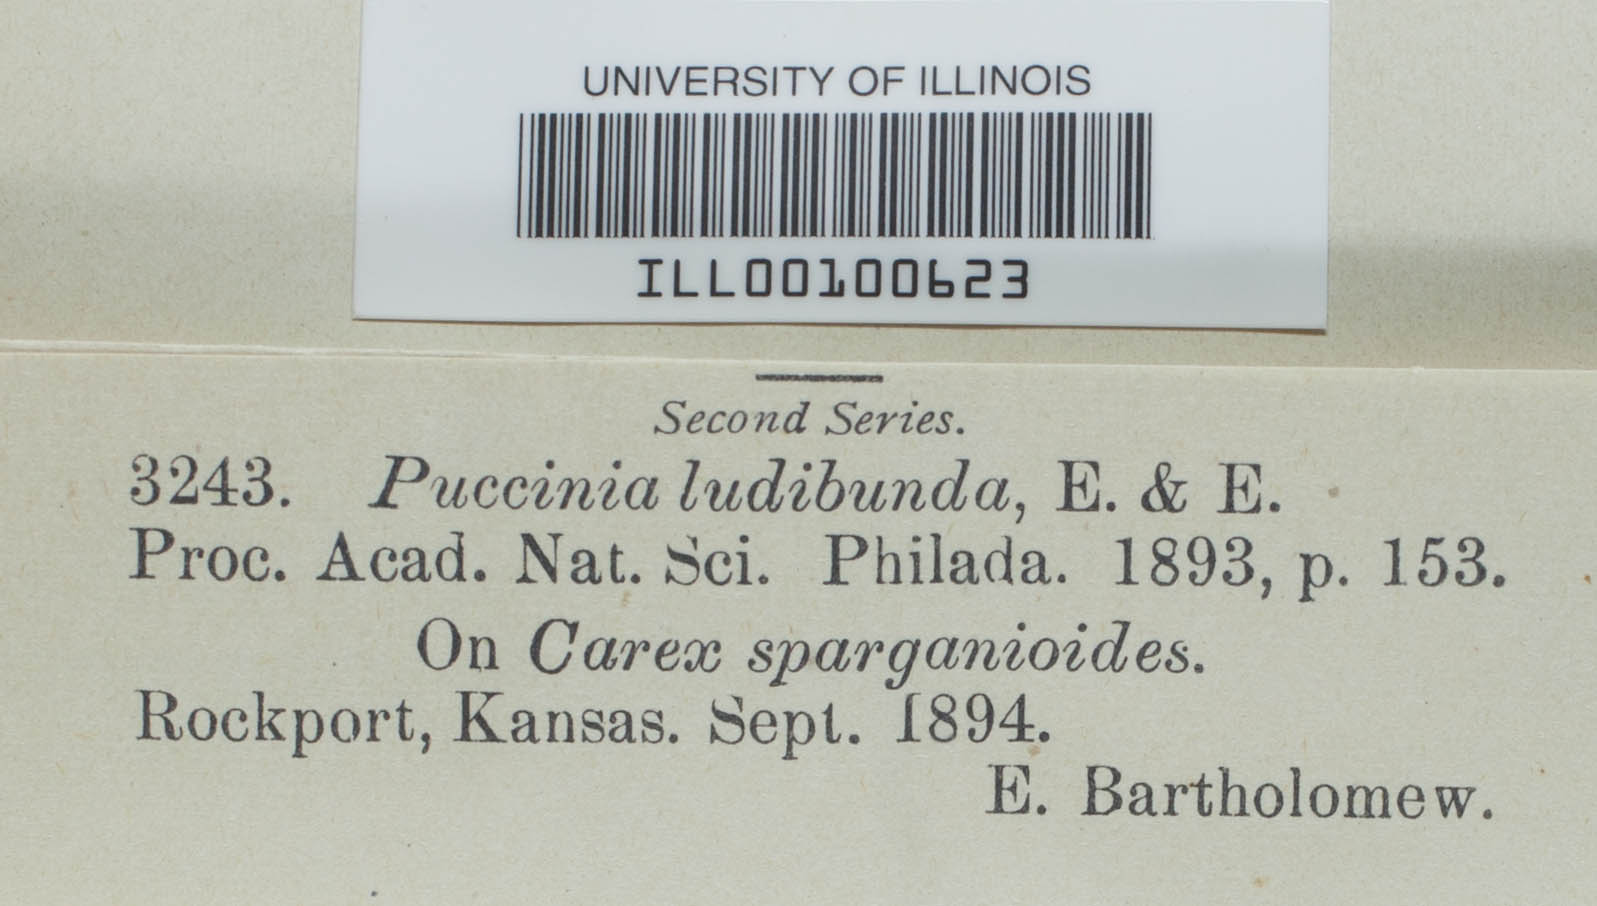 UNIVERSITY OF ILLINOIS
ILL00100623
Second Series.
3243. Puccinia ludibunda, E. & E.
Proc. Acad. Nat. Sci. Philada. 1893, p. 153.
On Carex sparganioides.
Rockport, Kansas. Sept. 1894.
E. Bartholomew.